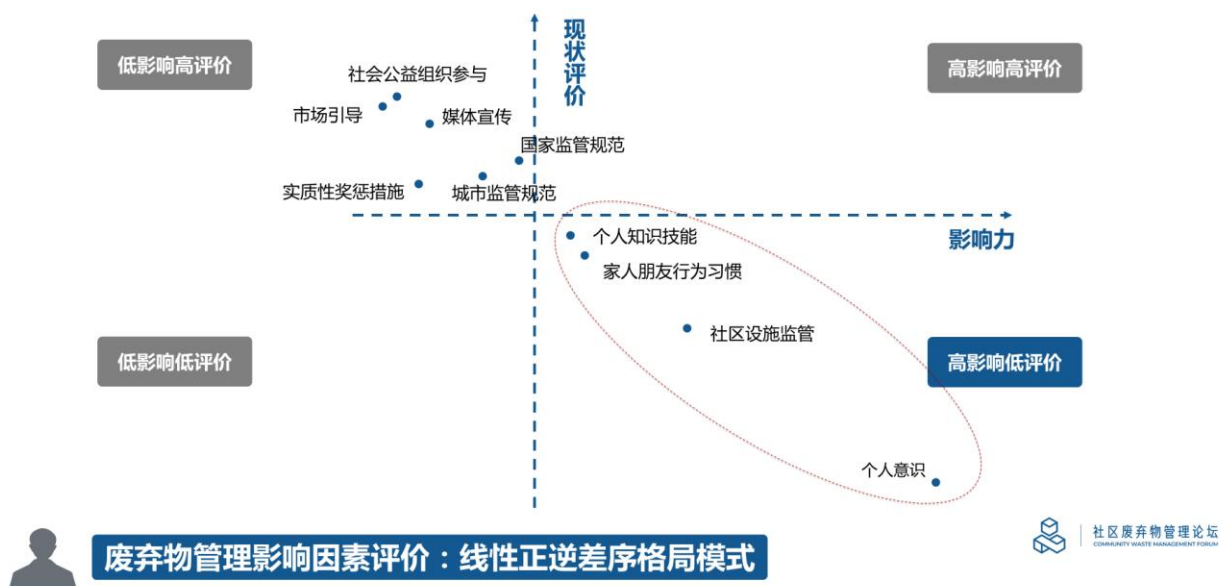 现状评价
低影响高评价
高影响高评价
社会公益组织参与
市场引导
媒体宣传
国家监管规范
实质性奖惩措施
城市监管规范
个人知识技能
影响力
家人朋友行为习惯
社区设施监管
低影响低评价
高影响低评价
个人意识
废弃物管理影响因素评价：线性正逆差序格局模式
社区废弃物管理论坛
COMMUNITY WASTE MANAGEMENT FORUM